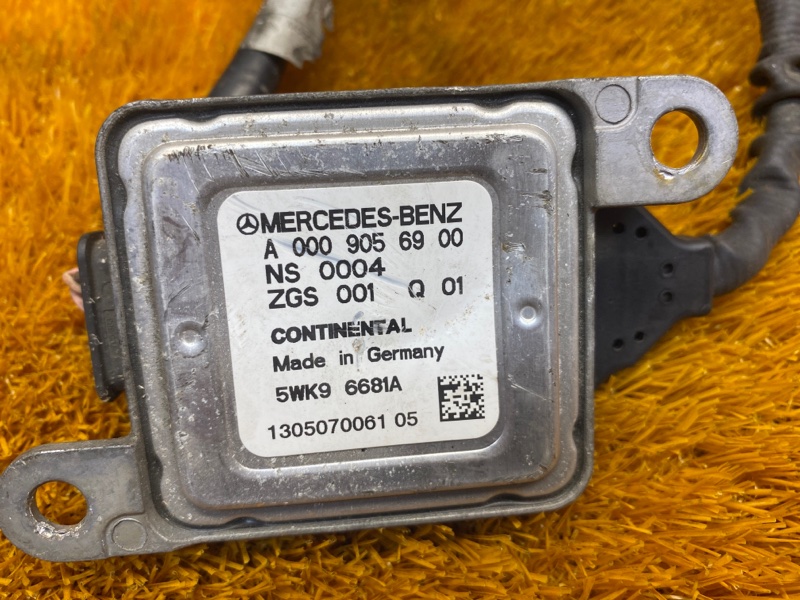 MERCEDES-BENZ
A 000 905 69 00
NS 0004
ZGS 001 Q 01
CONTINENTAL
Made in Germany
5WK9 6681A
1305070061 05